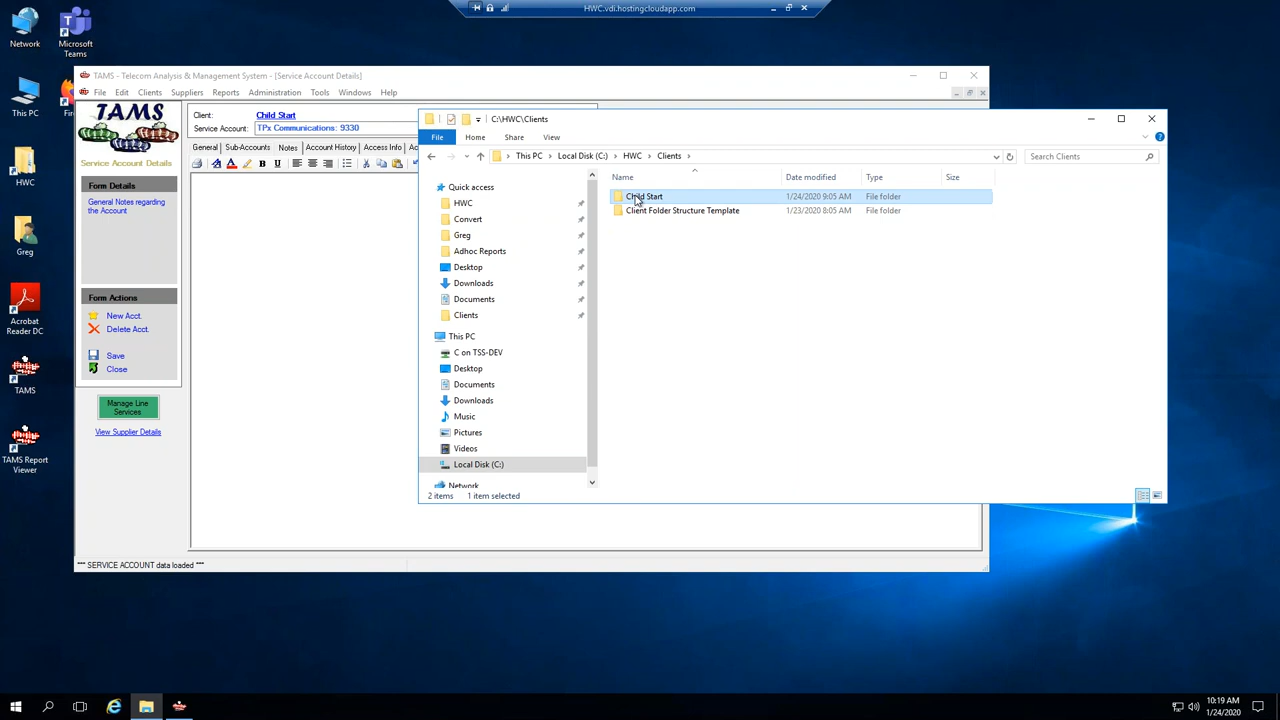 HWC.vdi.hostingcloudapp.com
Network
Microsoft
Teams
This PC
Fir
HWC
Greg
Acrobat
Reader DC
TAMS
TAMS Report
Viewer
TAMS - Telecom Analysis & Management System - [Service Account Details]
File Edit Clients Suppliers Reports Administration Tools Windows Help
TAMS
Service Account Details
Form Details
General Notes regarding
the Account
Form Actions
New Acct.
Delete Acct.
Save
Close
Manage Line
Services
View Supplier Details
Client: Child Start
Service Account: TPx Communications: 9330
General Sub-Accounts Notes Account History Access Info Ac
A B I U
*** SERVICE ACCOUNT data loaded ***
C:\HWC\Clients
File Home Share View
This PC Local Disk (C:) HWC Clients
Search Clients
Quick access
HWC
Convert
Greg
Adhoc Reports
Desktop
Downloads
Documents
Clients
This PC
C on TSS-DEV
Desktop
Documents
Downloads
Music
Pictures
Videos
Local Disk (C:)
Network
Name Date modified Type Size
Child Start 1/24/2020 9:05 AM File folder
Client Folder Structure Template 1/23/2020 8:05 AM File folder
2 items 1 item selected
10:19 AM
1/24/2020